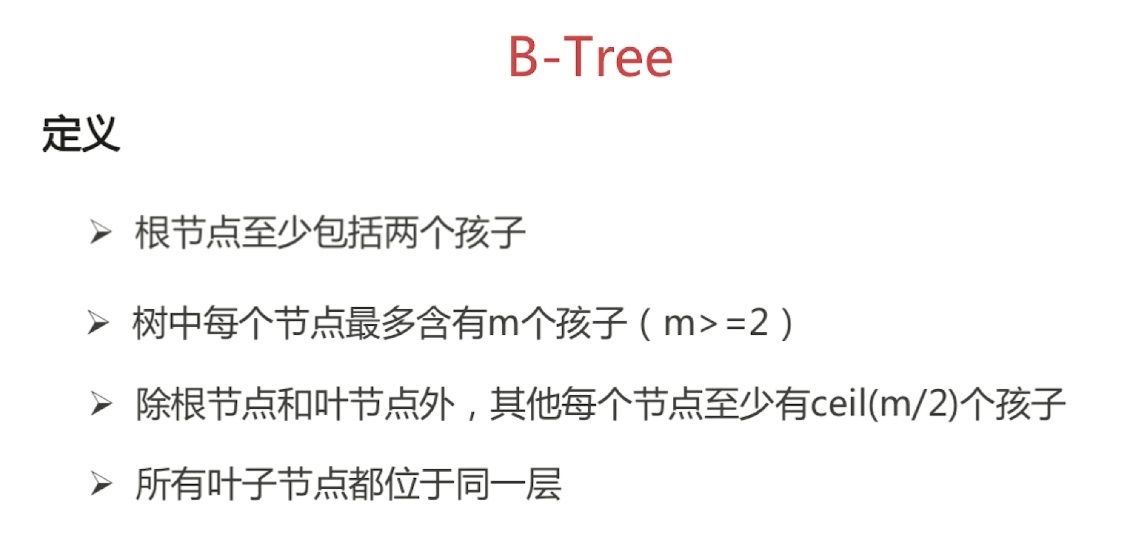 B-Tree
定义
➢ 根节点至少包括两个孩子
➢ 树中每个节点最多含有m个孩子（m>=2）
➢ 除根节点和叶节点外，其他每个节点至少有ceil(m/2)个孩子
➢ 所有叶子节点都位于同一层